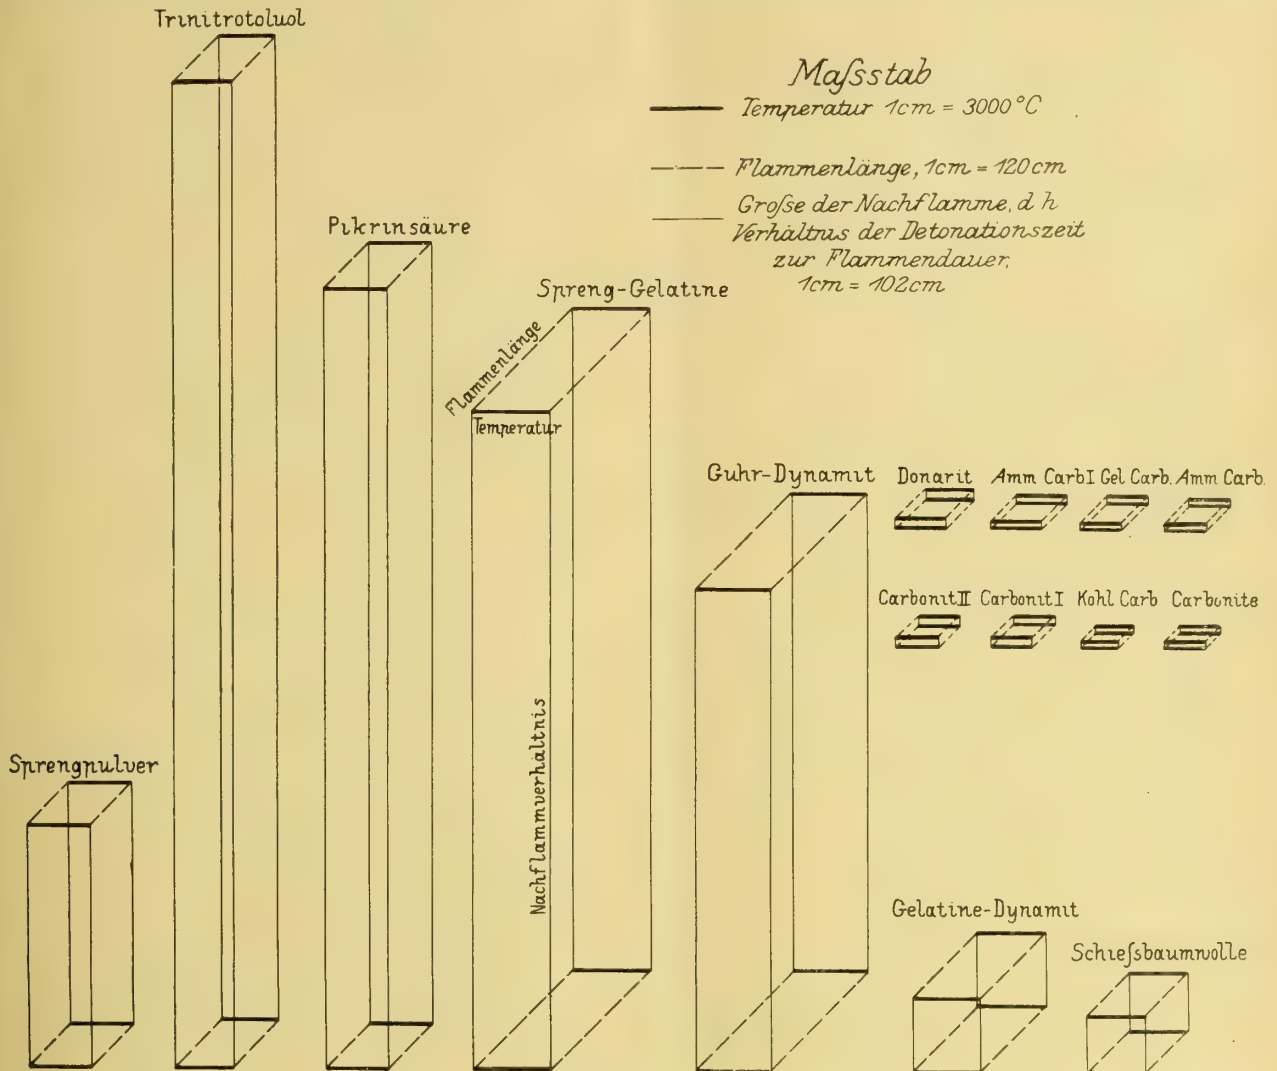 Trinitrotoluol
Maſsstab
Temperatur 1cm = 3000°C
Flammenlänge, 1cm = 120cm
Groſse der Nachflamme, d h
Verhältnis der Detonationszeit
zur Flammendauer,
1cm = 102cm
Pikrinsäure
Spreng-Gelatine
Flammenlänge
Temperatur
Guhr-Dynamit
Donarit
Amm Carb I
Gel Carb.
Amm Carb.
Carbonit II
Carbonit I
Kohl Carb
Carbonite
Nachflammverhältnis
Sprengpulver
Gelatine-Dynamit
Schieſsbaumwolle